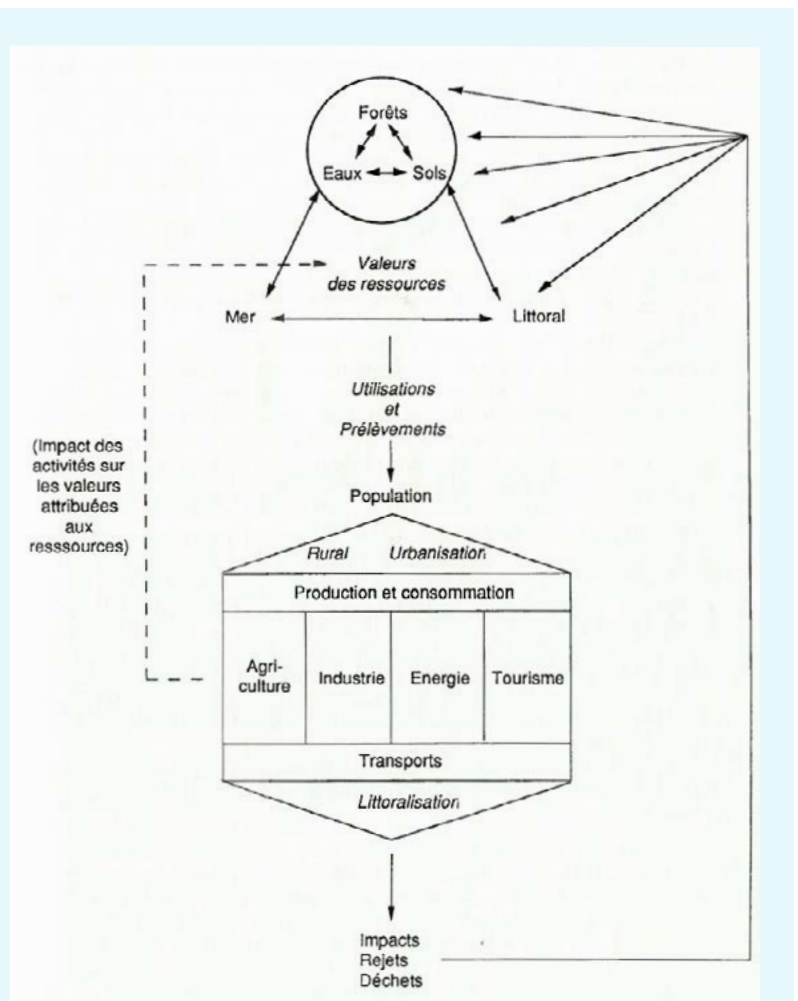 Forêts
Eaux Sols
Valeurs
des ressources
Mer Littoral
Utilisations
et
Prélèvements
(Impact des
activités sur
les valeurs
attribuées
aux
resssources)
Population
Rural Urbanisation
Production et consommation
Agri-
culture
Industrie
Energie
Tourisme
Transports
Littoralisation
Impacts
Rejets
Déchets